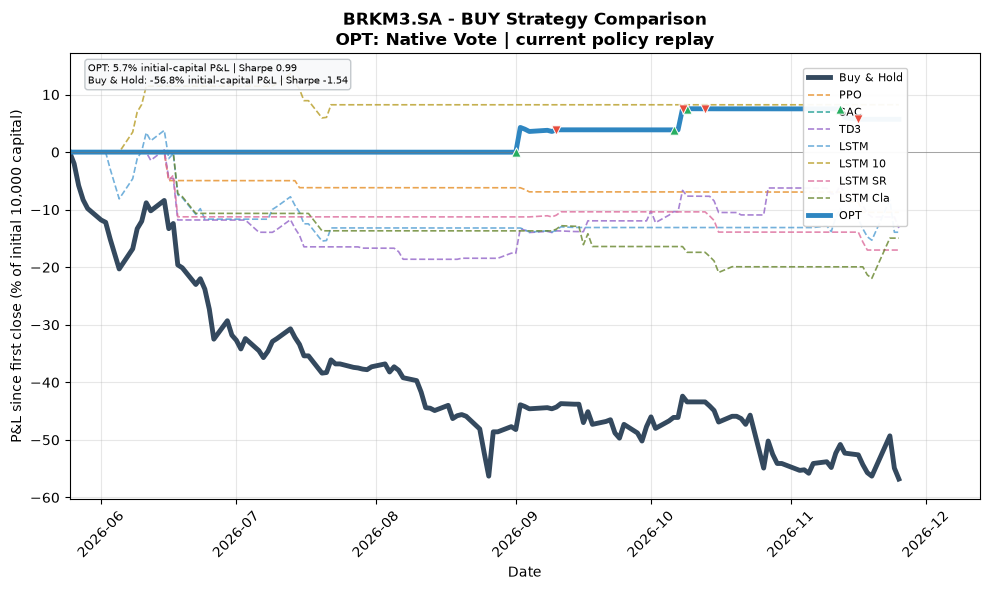 BRKM3.SA - BUY Strategy Comparison
OPT: Native Vote | current policy replay
OPT: 5.7% initial-capital P&L | Sharpe 0.99
Buy & Hold: -56.8% initial-capital P&L | Sharpe -1.54
Buy & Hold
PPO
SAC
TD3
LSTM
LSTM 10
LSTM SR
LSTM Cla
OPT
P&L since first close (% of initial 10,000 capital)
10
0
−10
−20
−30
−40
−50
−60
2026-06
2026-07
2026-08
2026-09
2026-10
2026-11
2026-12
Date